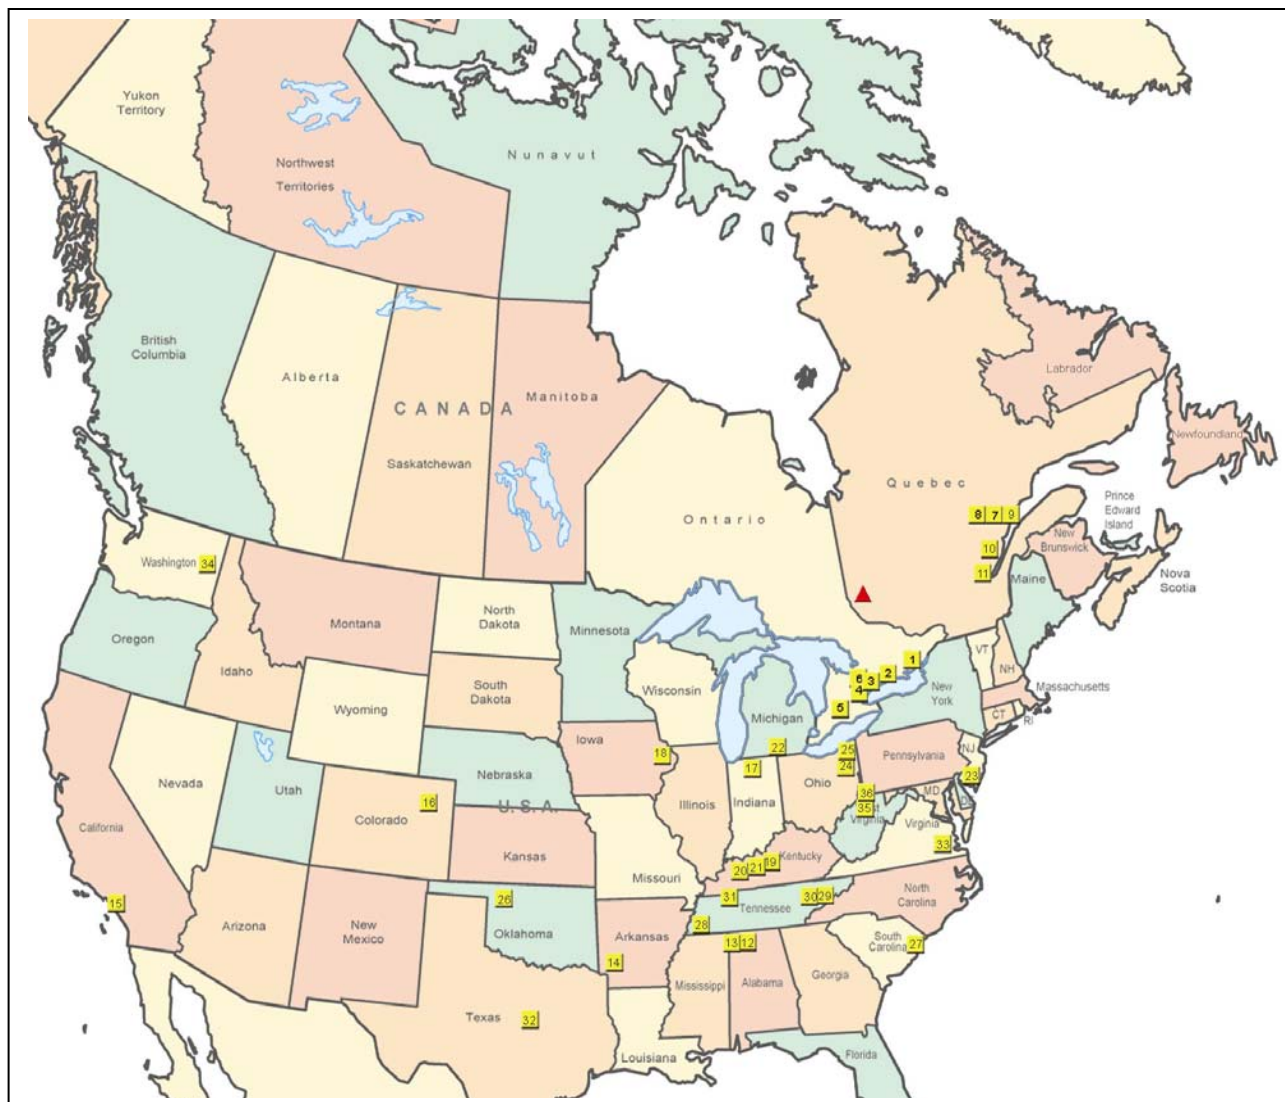 Yukon
Territory
Northwest
Territories
Nunavut
British
Columbia
Alberta
CANADA
Saskatchewan
Manitoba
Ontario
Quebec
Labrador
Newfoundland
Prince
Edward
Island
New
Brunswick
Nova
Scotia
8 7 9
10
11
Maine
Washington 34
Oregon
Idaho
Montana
North
Dakota
South
Dakota
Minnesota
Wisconsin
Michigan
1
2
6 3
4
5
VT
NH
New
York
Massachusetts
CT
RI
Wyoming
Nebraska
Iowa
18
22
17
25
24
Pennsylvania
NJ
23
Nevada
Utah
16
Colorado
U.S.A.
Illinois
Indiana
Ohio
36
35
West
Virginia
MD
DE
Virginia
33
California
15
Kansas
Missouri
20 21 19
Kentucky
Arizona
New
Mexico
26
Oklahoma
Arkansas
14
31
Tennessee
30 29
28
North
Carolina
South
Carolina 27
13 12
Mississippi
Alabama
Georgia
Texas
32
Louisiana
Florida